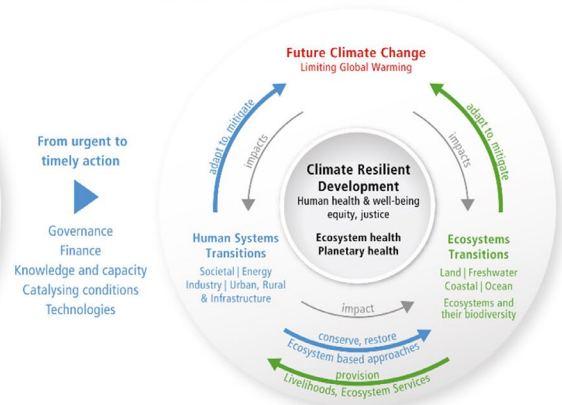 From urgent to
timely action
Governance
Finance
Knowledge and capacity
Catalysing conditions
Technologies
Future Climate Change
Limiting Global Warming
adapt to, mitigate
impacts
impacts
adapt to, mitigate
Climate Resilient
Development
Human health & well-being
equity, justice
Ecosystem health
Planetary health
Human Systems
Transitions
Societal | Energy
Industry | Urban, Rural
& Infrastructure
Ecosystems
Transitions
Land | Freshwater
Coastal | Ocean
Ecosystems and
their biodiversity
impact
conserve, restore
Ecosystem based approaches
provision
Livelihoods, Ecosystem Services